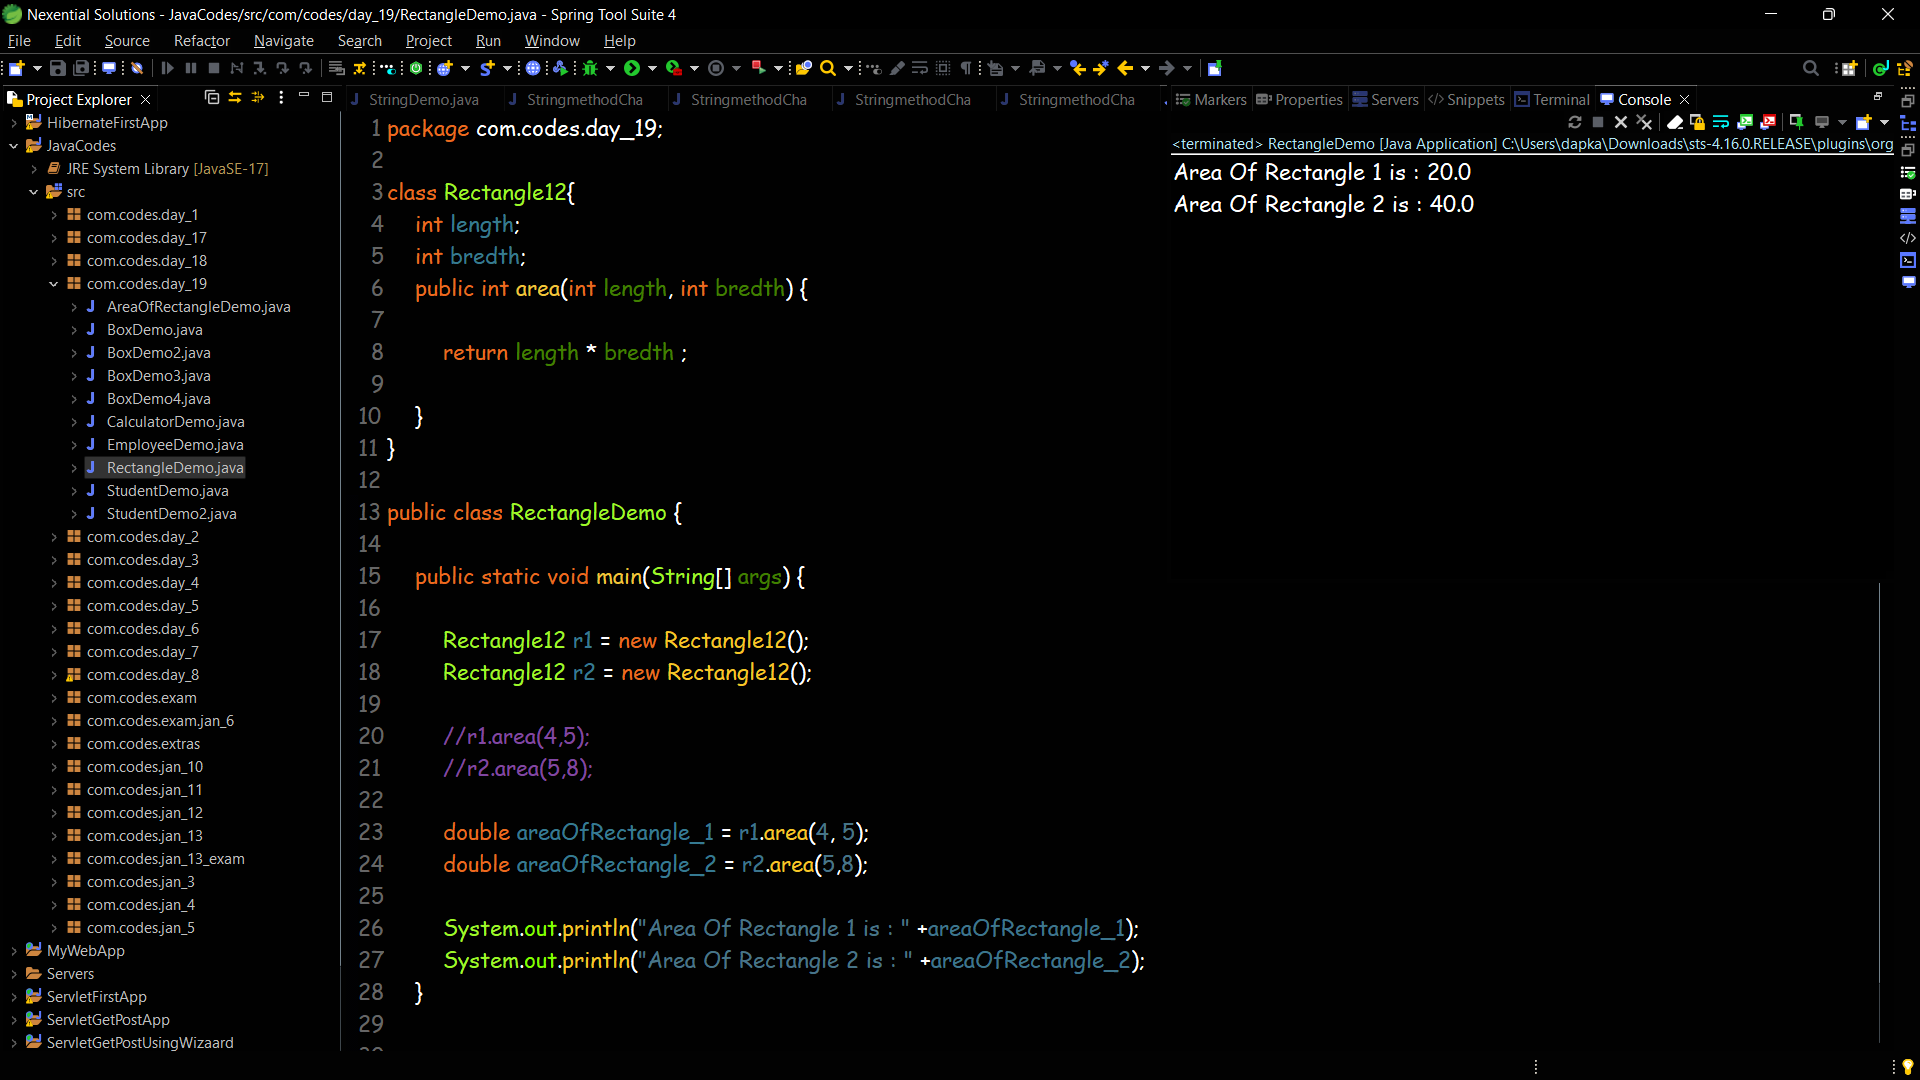 Nexential Solutions - JavaCodes/src/com/codes/day_19/RectangleDemo.java - Spring Tool Suite 4
File Edit Source Refactor Navigate Search Project Run Window Help
Project Explorer
HibernateFirstApp
JavaCodes
JRE System Library [JavaSE-17]
src
com.codes.day_1
com.codes.day_17
com.codes.day_18
com.codes.day_19
AreaOfRectangleDemo.java
BoxDemo.java
BoxDemo2.java
BoxDemo3.java
BoxDemo4.java
CalculatorDemo.java
EmployeeDemo.java
RectangleDemo.java
StudentDemo.java
StudentDemo2.java
com.codes.day_2
com.codes.day_3
com.codes.day_4
com.codes.day_5
com.codes.day_6
com.codes.day_7
com.codes.day_8
com.codes.exam
com.codes.exam.jan_6
com.codes.extras
com.codes.jan_10
com.codes.jan_11
com.codes.jan_12
com.codes.jan_13
com.codes.jan_13_exam
com.codes.jan_3
com.codes.jan_4
com.codes.jan_5
MyWebApp
Servers
ServletFirstApp
ServletGetPostApp
ServletGetPostUsingWizaard
StringDemo.java StringmethodCha StringmethodCha StringmethodCha StringmethodCha
1 package com.codes.day_19;
2
3 class Rectangle12{
4 int length;
5 int bredth;
6 public int area(int length, int bredth) {
7
8 return length * bredth ;
9
10 }
11 }
12
13 public class RectangleDemo {
14
15 public static void main(String[] args) {
16
17 Rectangle12 r1 = new Rectangle12();
18 Rectangle12 r2 = new Rectangle12();
19
20 //r1.area(4,5);
21 //r2.area(5,8);
22
23 double areaOfRectangle_1 = r1.area(4, 5);
24 double areaOfRectangle_2 = r2.area(5,8);
25
26 System.out.println("Area Of Rectangle 1 is : " +areaOfRectangle_1);
27 System.out.println("Area Of Rectangle 2 is : " +areaOfRectangle_2);
28 }
29
Markers Properties Servers Snippets Terminal Console
<terminated> RectangleDemo [Java Application] C:\Users\dapka\Downloads\sts-4.16.0.RELEASE\plugins\org
Area Of Rectangle 1 is : 20.0
Area Of Rectangle 2 is : 40.0